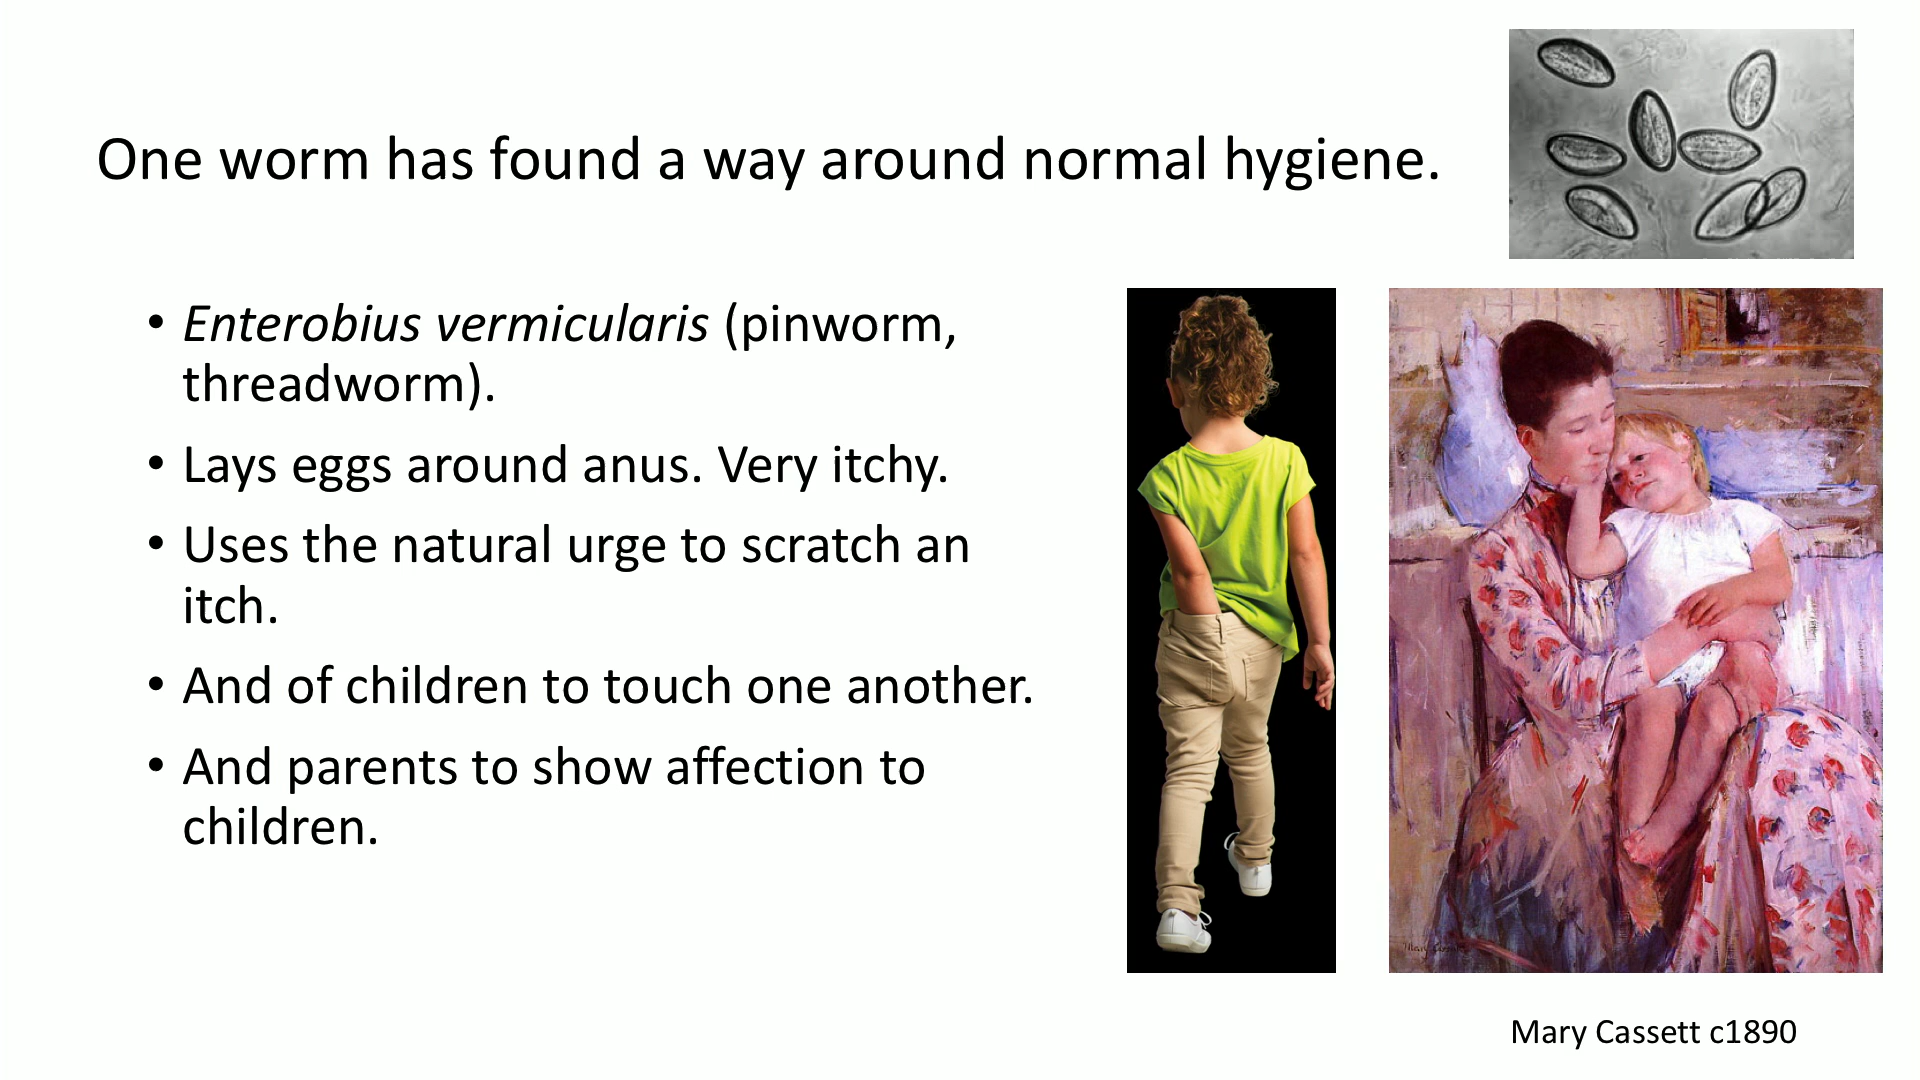 One worm has found a way around normal hygiene.
• Enterobius vermicularis (pinworm,
threadworm).
• Lays eggs around anus. Very itchy.
• Uses the natural urge to scratch an
itch.
• And of children to touch one another.
• And parents to show affection to
children.
Mary Cassett c1890